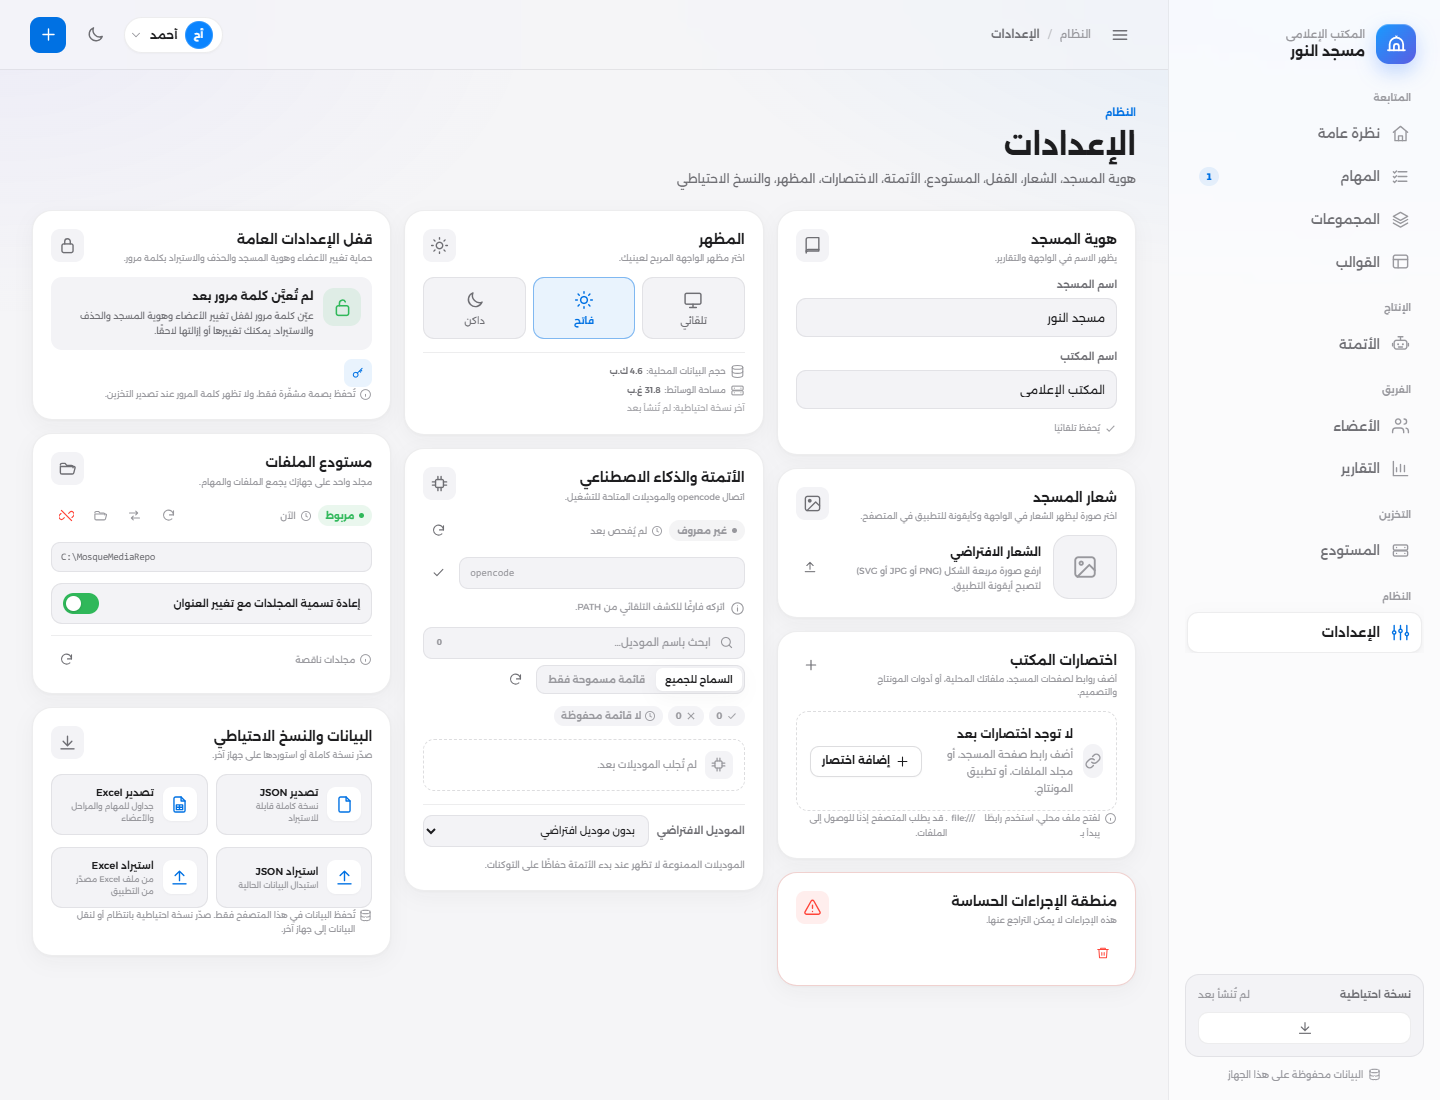 المكتب الإعلامي
مسجد النور
المتابعة
نظرة عامة
المهام
1
المجموعات
القوالب
الإنتاج
الأتمتة
الفريق
الأعضاء
التقارير
التخزين
المستودع
النظام
الإعدادات
نسخة احتياطية
لم تُنشأ بعد
البيانات محفوظة على هذا الجهاز
النظام / الإعدادات
أح
أحمد
النظام
الإعدادات
هوية المسجد، الشعار، القفل، المستودع، الأتمتة، الاختصارات، المظهر، والنسخ الاحتياطي
هوية المسجد
يظهر الاسم في الواجهة والتقارير.
اسم المسجد
مسجد النور
اسم المكتب
المكتب الإعلامي
يُحفظ تلقائيًا
شعار المسجد
اختر صورة ليظهر الشعار في الواجهة وكأيقونة للتطبيق في المتصفح.
الشعار الافتراضي
ارفع صورة مربعة الشكل (PNG أو JPG أو SVG)
لتصبح أيقونة التطبيق.
اختصارات المكتب
أضف روابط لصفحات المسجد، ملفاتك المحلية، أو أدوات المونتاج
والتصميم.
لا توجد اختصارات بعد
أضف رابط صفحة المسجد، أو
مجلد الملفات، أو تطبيق
المونتاج.
إضافة اختصار
لفتح ملف محلي، استخدم رابطًا
يبدأ بـ
file:///
. قد يطلب المتصفح إذنًا للوصول إلى
الملفات.
منطقة الإجراءات الحساسة
هذه الإجراءات لا يمكن التراجع عنها.
المظهر
اختر مظهر الواجهة المريح لعينيك.
تلقائي
فاتح
داكن
حجم البيانات المحلية: 4.6 ك.ب
مساحة الوسائط: 31.8 غ.ب
آخر نسخة احتياطية: لم تُنشأ بعد
الأتمتة والذكاء الاصطناعي
اتصال opencode والموديلات المتاحة للتشغيل.
غير معروف
لم يُفحص بعد
opencode
اتركه فارغًا للكشف التلقائي من PATH.
ابحث باسم الموديل...
0
السماح للجميع
قائمة مسموحة فقط
0
0
لا قائمة محفوظة
لم تُجلب الموديلات بعد.
الموديل الافتراضي
بدون موديل افتراضي
الموديلات الممنوعة لا تظهر عند بدء الأتمتة حفاظًا على التوكنات.
قفل الإعدادات العامة
حماية تغيير الأعضاء وهوية المسجد والحذف والاستيراد بكلمة مرور.
لم تُعيَّن كلمة مرور بعد
عيّن كلمة مرور لقفل تغيير الأعضاء وهوية المسجد والحذف
والاستيراد. يمكنك تغييرها أو إزالتها لاحقًا.
تُحفظ بصمة مشفّرة فقط، ولا تظهر كلمة المرور عند تصدير التخزين.
مستودع الملفات
مجلد واحد على جهازك يجمع الملفات والمهام.
مربوط
الآن
C:\MosqueMediaRepo
إعادة تسمية المجلدات مع تغيير العنوان
مجلدات ناقصة
البيانات والنسخ الاحتياطي
صدّر نسخة كاملة أو استوردها على جهاز آخر.
تصدير JSON
نسخة كاملة قابلة
للاستيراد
تصدير Excel
جداول للمهام والمراحل
والأعضاء
استيراد JSON
استبدال البيانات الحالية
استيراد Excel
من ملف Excel مصدّر
من التطبيق
تُحفظ البيانات في هذا المتصفح فقط. صدّر نسخة احتياطية بانتظام أو لنقل
البيانات إلى جهاز آخر.